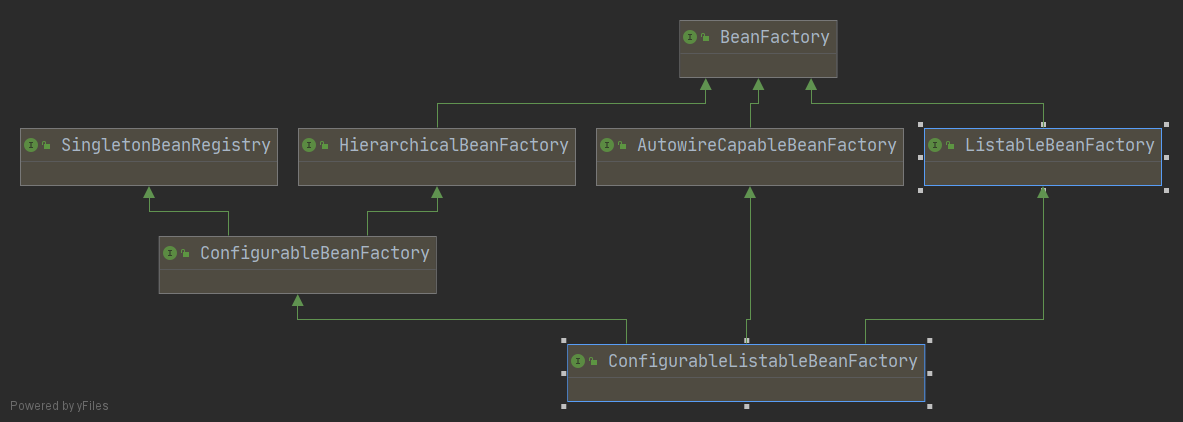 BeanFactory
SingletonBeanRegistry
HierarchicalBeanFactory
AutowireCapableBeanFactory
ListableBeanFactory
ConfigurableBeanFactory
ConfigurableListableBeanFactory
Powered by yFiles